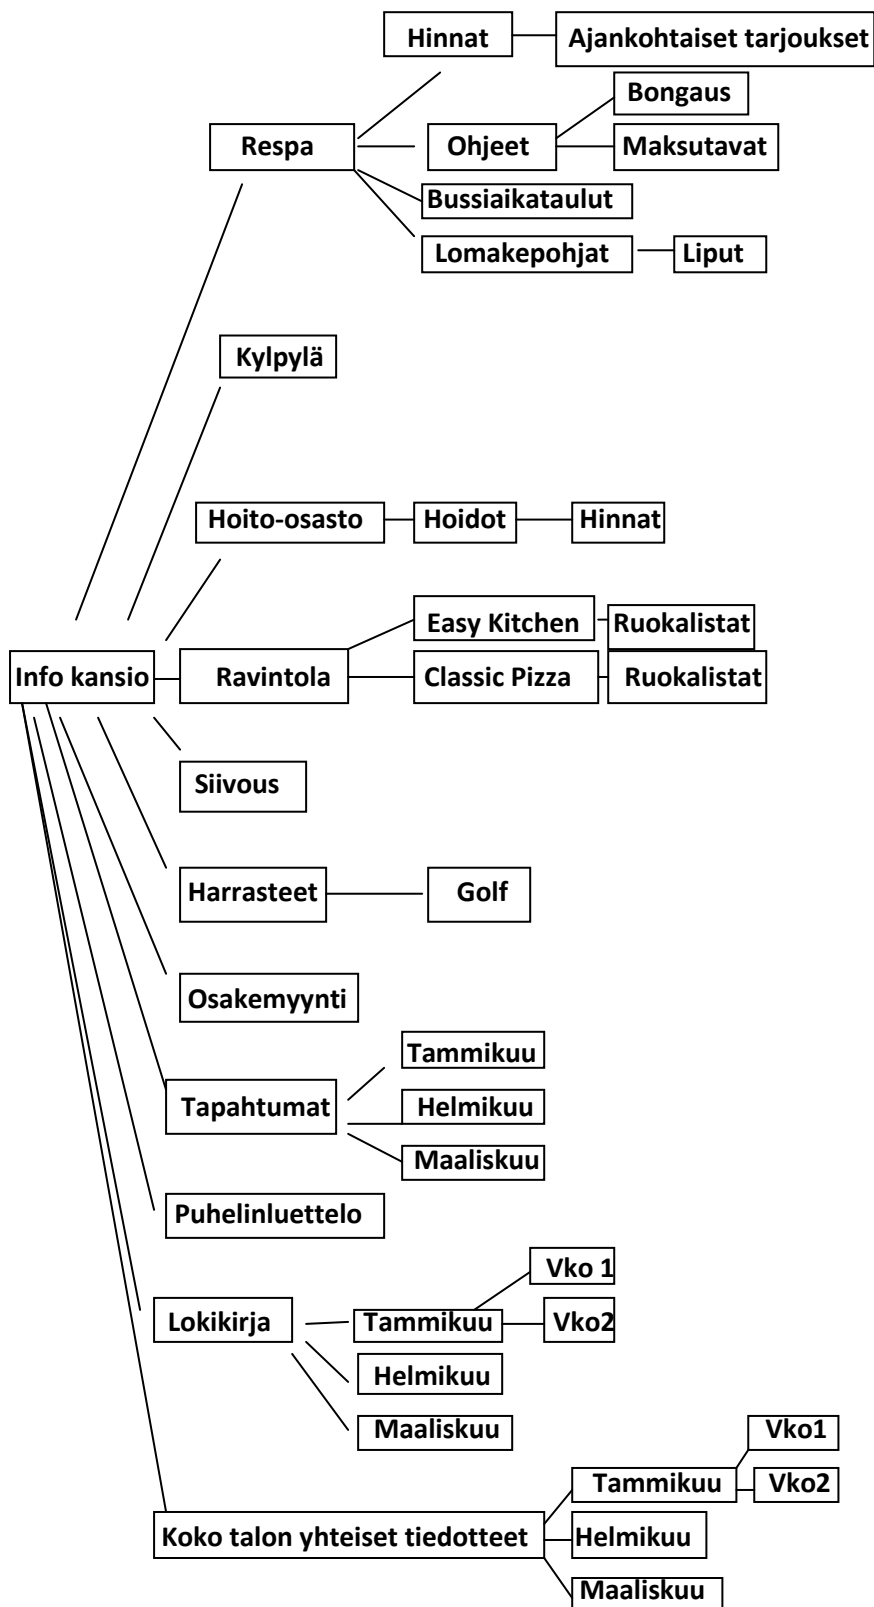 Hinnat
Ajankohtaiset tarjoukset
Bongaus
Respa
Ohjeet
Maksutavat
Bussiaikataulut
Lomakepohjat
Liput
Kylpylä
Hoito-osasto
Hoidot
Hinnat
Easy Kitchen
Ruokalistat
Info kansio
Ravintola
Classic Pizza
Ruokalistat
Siivous
Harrasteet
Golf
Osakemyynti
Tammikuu
Tapahtumat
Helmikuu
Maaliskuu
Puhelinluettelo
Vko 1
Lokikirja
Tammikuu
Vko2
Helmikuu
Maaliskuu
Vko1
Tammikuu
Vko2
Koko talon yhteiset tiedotteet
Helmikuu
Maaliskuu